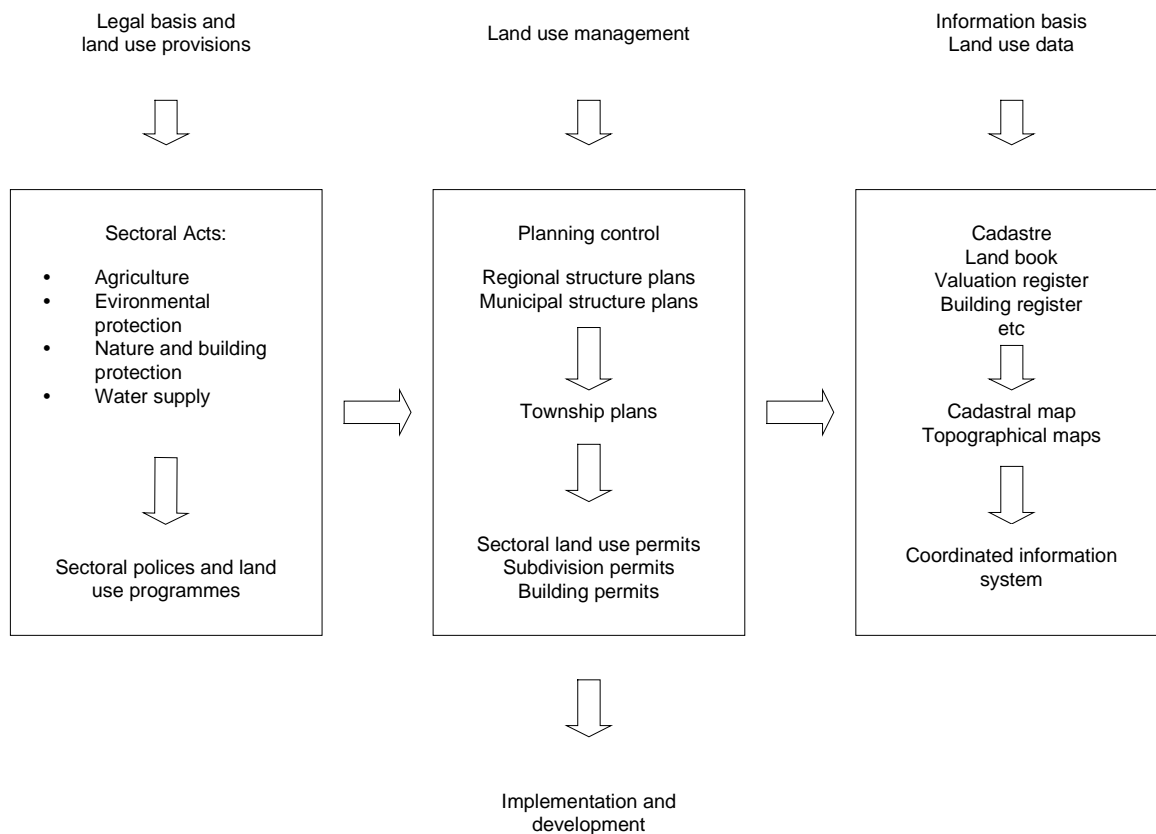 Legal basis and
land use provisions
Land use management
Information basis
Land use data
Sectoral Acts:
• Agriculture
• Evironmental
protection
• Nature and building
protection
• Water supply
Sectoral polices and land
use programmes
Planning control
Regional structure plans
Municipal structure plans
Township plans
Sectoral land use permits
Subdivision permits
Building permits
Cadastre
Land book
Valuation register
Building register
etc
Cadastral map
Topographical maps
Coordinated information
system
Implementation and
development